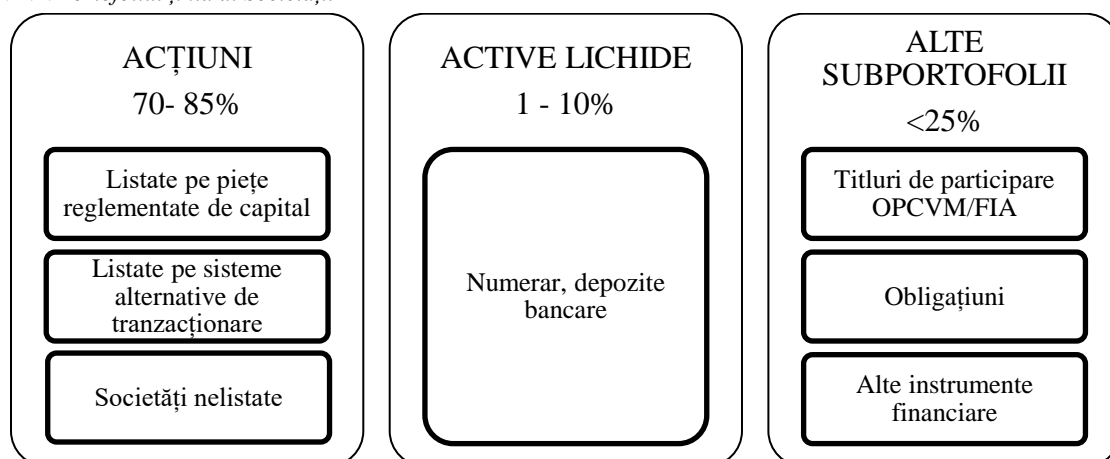 ACȚIUNI
70- 85%
Listate pe piețe
reglementate de capital
Listate pe sisteme
alternative de
tranzacționare
Societăți nelistate
ACTIVE LICHIDE
1 - 10%
Numerar, depozite
bancare
ALTE
SUBPORTOFOLII
<25%
Titluri de participare
OPCVM/FIA
Obligațiuni
Alte instrumente
financiare